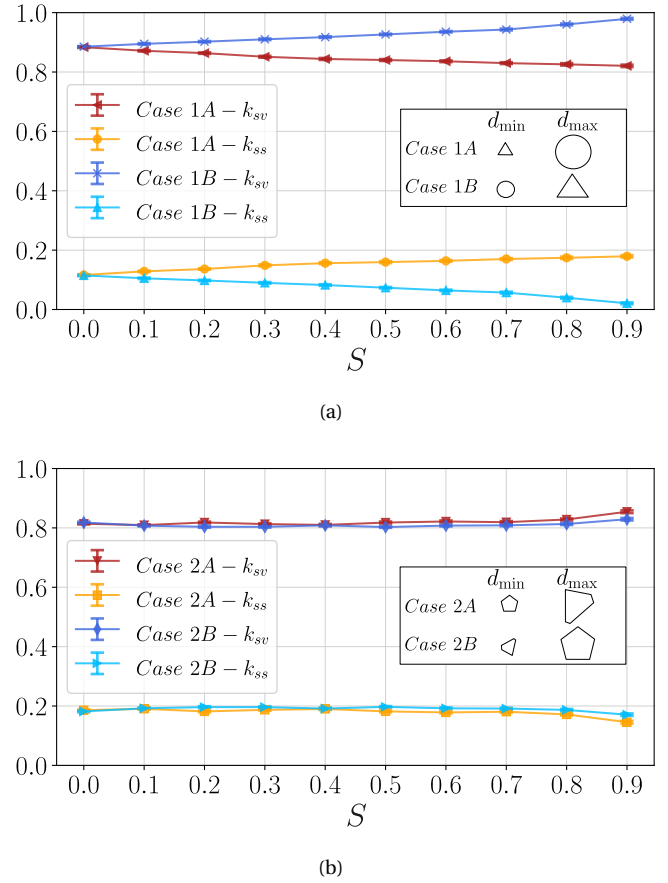 1.0
0.8
0.6
0.4
0.2
0.0
Case 1A − k_sv
Case 1A − k_ss
Case 1B − k_sv
Case 1B − k_ss
d_min d_max
Case 1A
Case 1B
0.0 0.1 0.2 0.3 0.4 0.5 0.6 0.7 0.8 0.9
S
(a)
1.0
0.8
0.6
0.4
0.2
0.0
Case 2A − k_sv
Case 2A − k_ss
Case 2B − k_sv
Case 2B − k_ss
d_min d_max
Case 2A
Case 2B
0.0 0.1 0.2 0.3 0.4 0.5 0.6 0.7 0.8 0.9
S
(b)